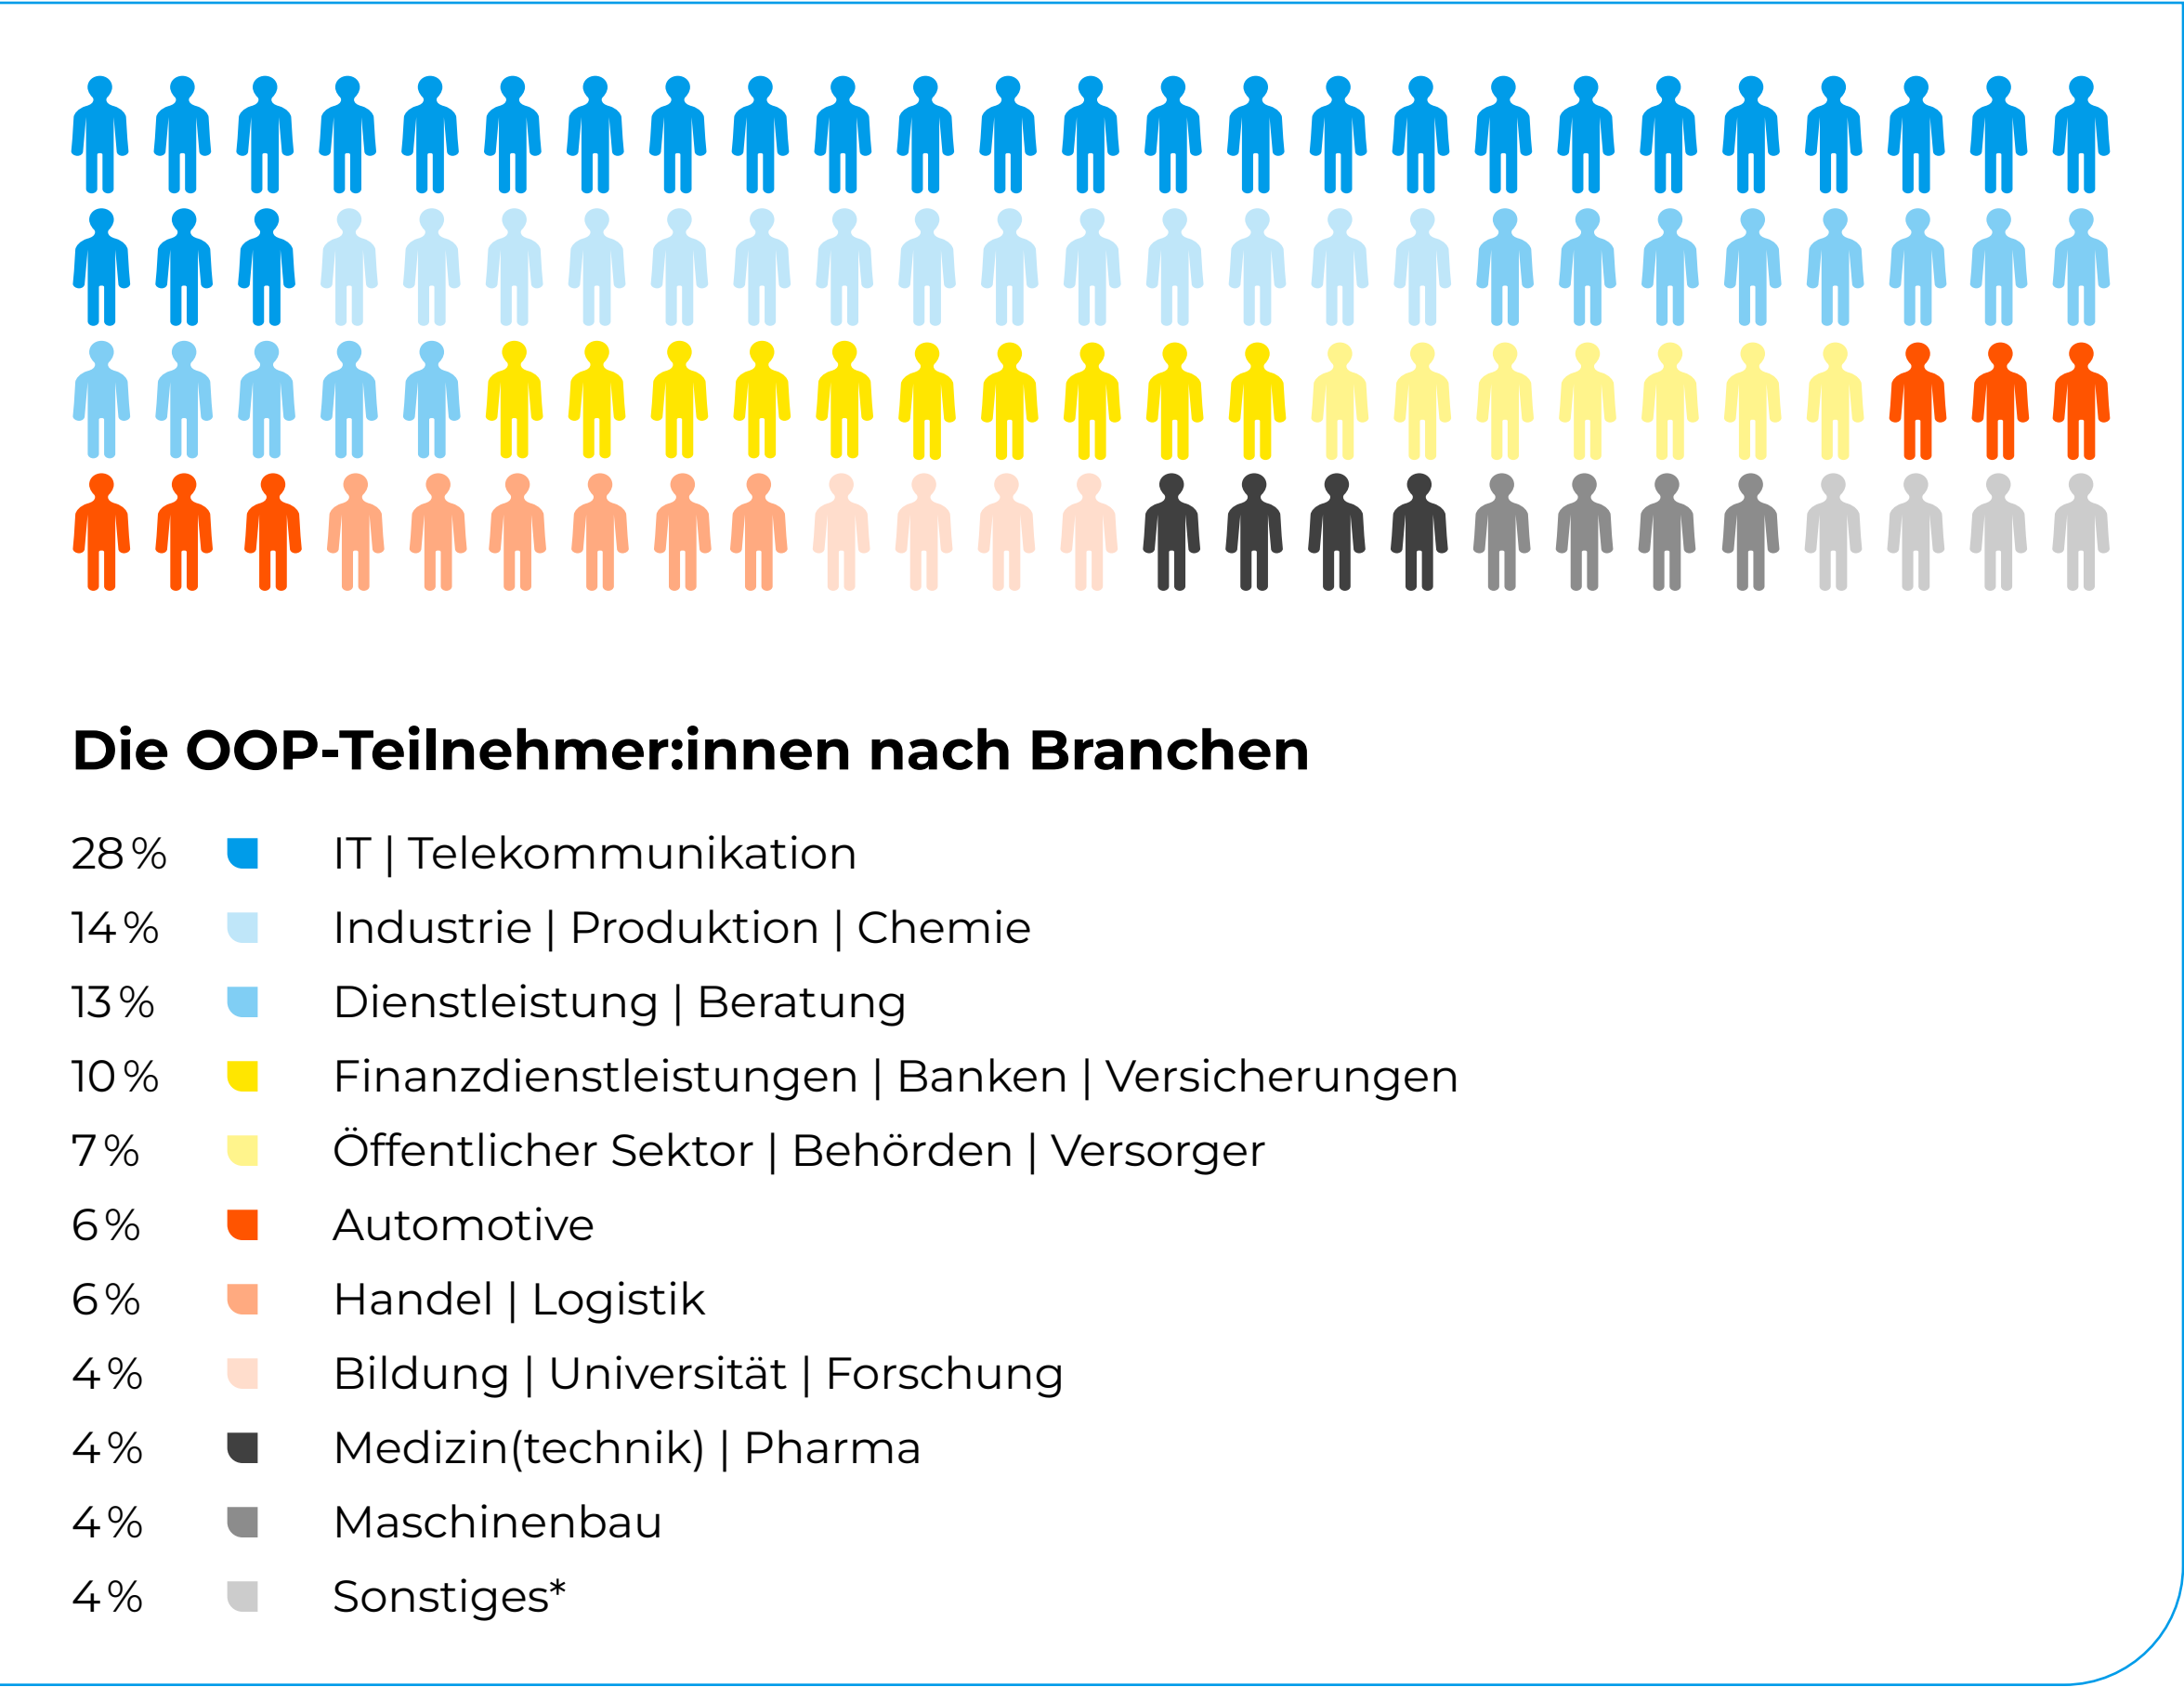 Die OOP-Teilnehmer:innen nach Branchen
28 % IT | Telekommunikation
14 % Industrie | Produktion | Chemie
13 % Dienstleistung | Beratung
10 % Finanzdienstleistungen | Banken | Versicherungen
7 % Öffentlicher Sektor | Behörden | Versorger
6 % Automotive
6 % Handel | Logistik
4 % Bildung | Universität | Forschung
4 % Medizin(technik) | Pharma
4 % Maschinenbau
4 % Sonstiges*